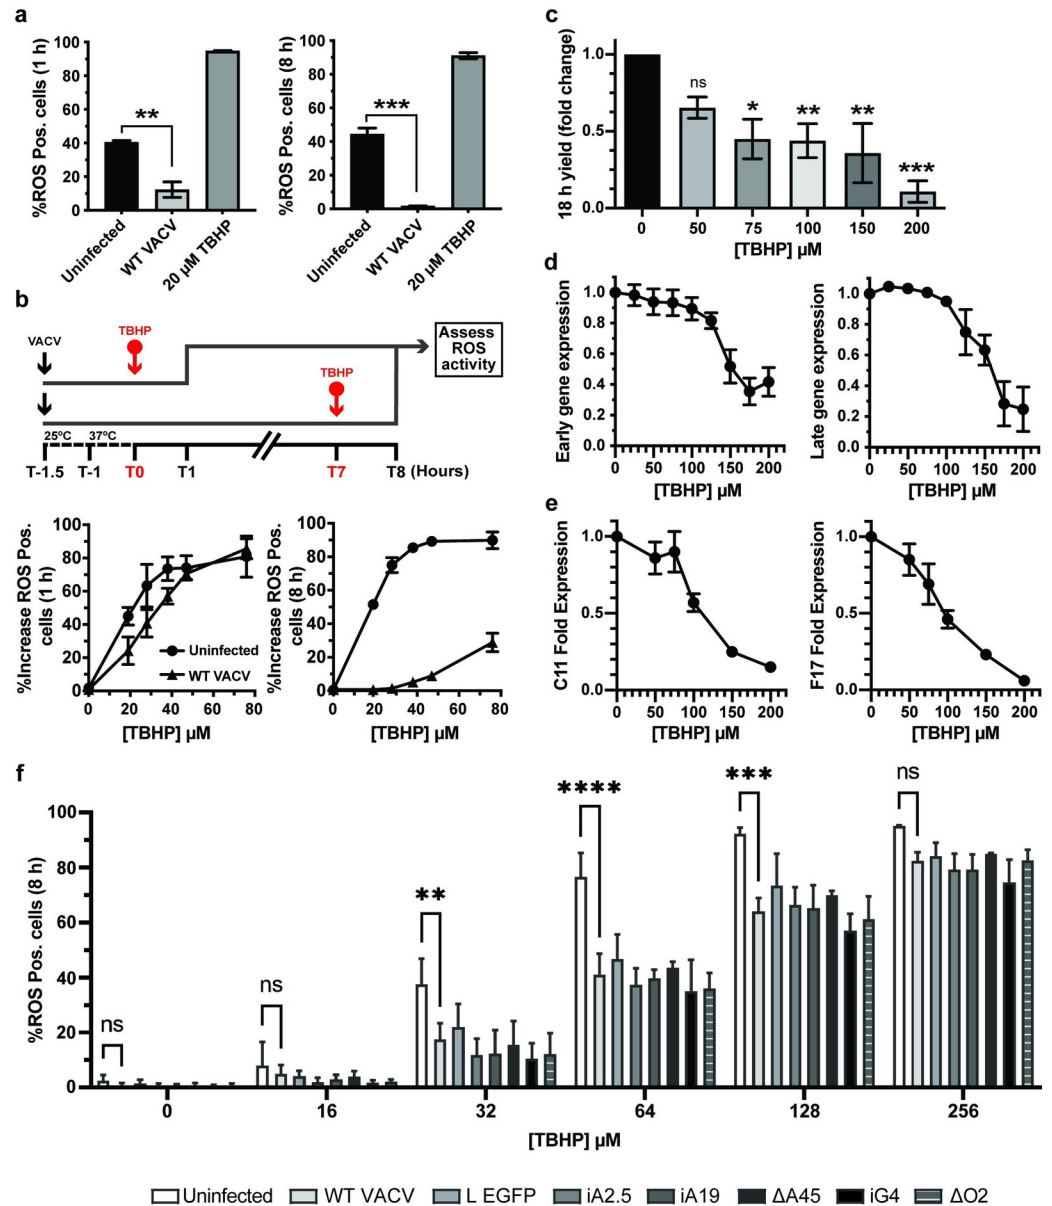 a
%ROS Pos. cells (1 h)
100
80
60
40
20
0
**
Uninfected
WT VACV
20 µM TBHP
%ROS Pos. cells (8 h)
100
80
60
40
20
0
***
Uninfected
WT VACV
20 µM TBHP
b
VACV
TBHP
TBHP
Assess
ROS
activity
25ºC
37ºC
T-1.5
T-1
T0
T1
T7
T8 (Hours)
%Increase ROS Pos.
cells (1 h)
100
80
60
40
20
0
Uninfected
WT VACV
0 20 40 60 80
[TBHP] µM
%Increase ROS Pos.
cells (8 h)
100
80
60
40
20
0
0 20 40 60 80
[TBHP] µM
c
18 h yield (fold change)
1.0
0.5
0.0
ns
*
**
**
***
0 50 75 100 150 200
[TBHP] µM
d
Early gene expression
1.0
0.8
0.6
0.4
0.2
0.0
0 50 100 150 200
[TBHP] µM
Late gene expression
1.0
0.8
0.6
0.4
0.2
0.0
0 50 100 150 200
[TBHP] µM
e
C11 Fold Expression
1.0
0.5
0.0
0 50 100 150 200
[TBHP] µM
F17 Fold Expression
1.0
0.5
0.0
0 50 100 150 200
[TBHP] µM
f
%ROS Pos. cells (8 h)
100
80
60
40
20
0
ns
ns
**
****
***
ns
0 16 32 64 128 256
[TBHP] µM
Uninfected WT VACV L EGFP iA2.5 iA19 ΔA45 iG4 ΔO2